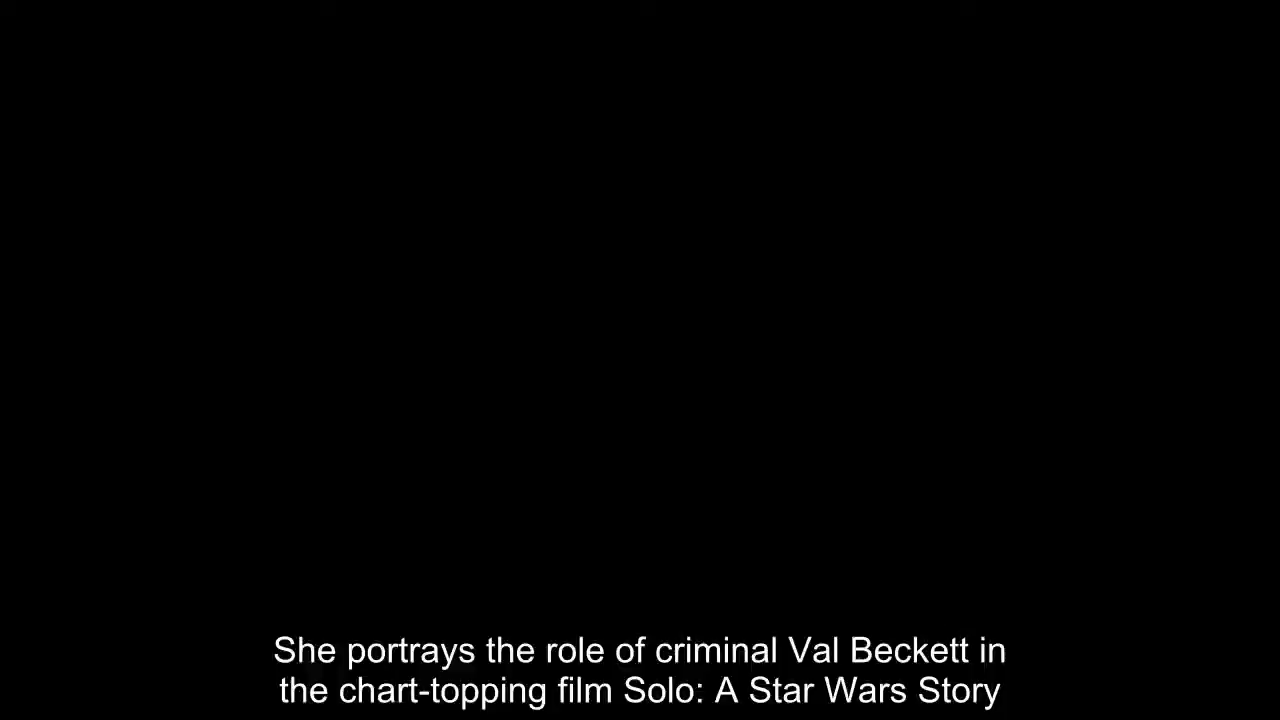 She portrays the role of criminal Val Beckett in
the chart-topping film Solo: A Star Wars Story